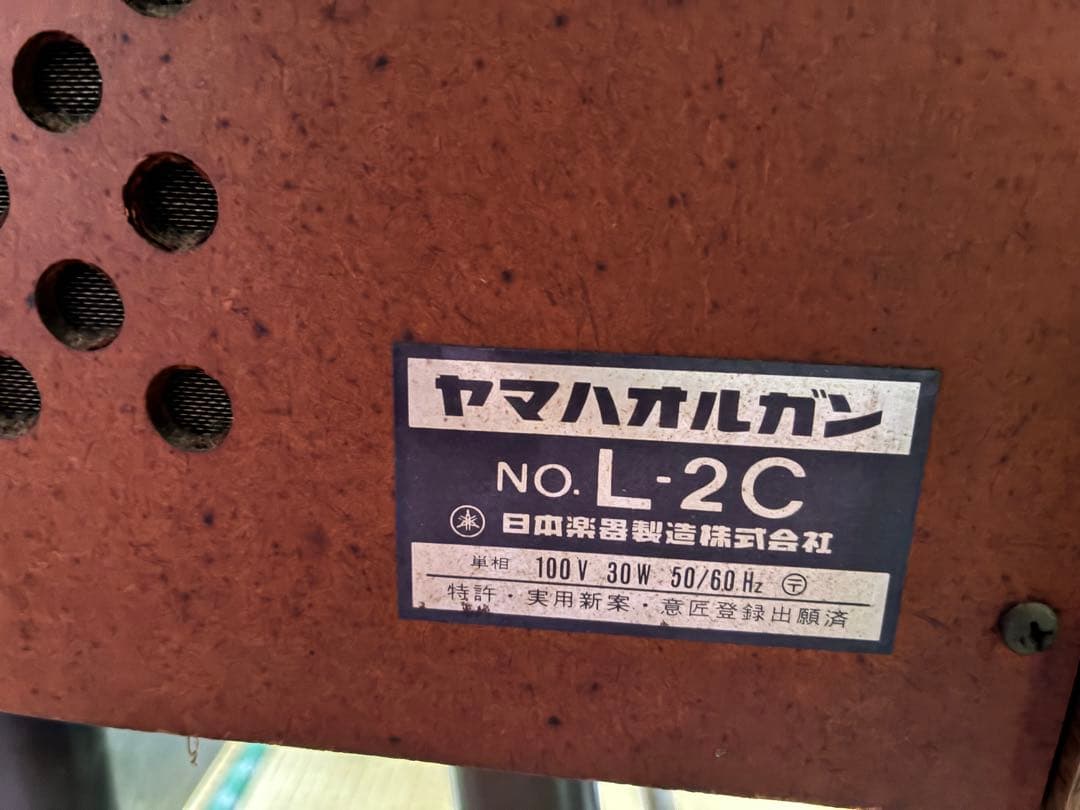 ヤマハオルガン
NO. L-2C
日本楽器製造株式会社
単相 100V 30W 50/60 Hz 〶
特許・実用新案・意匠登録出願済